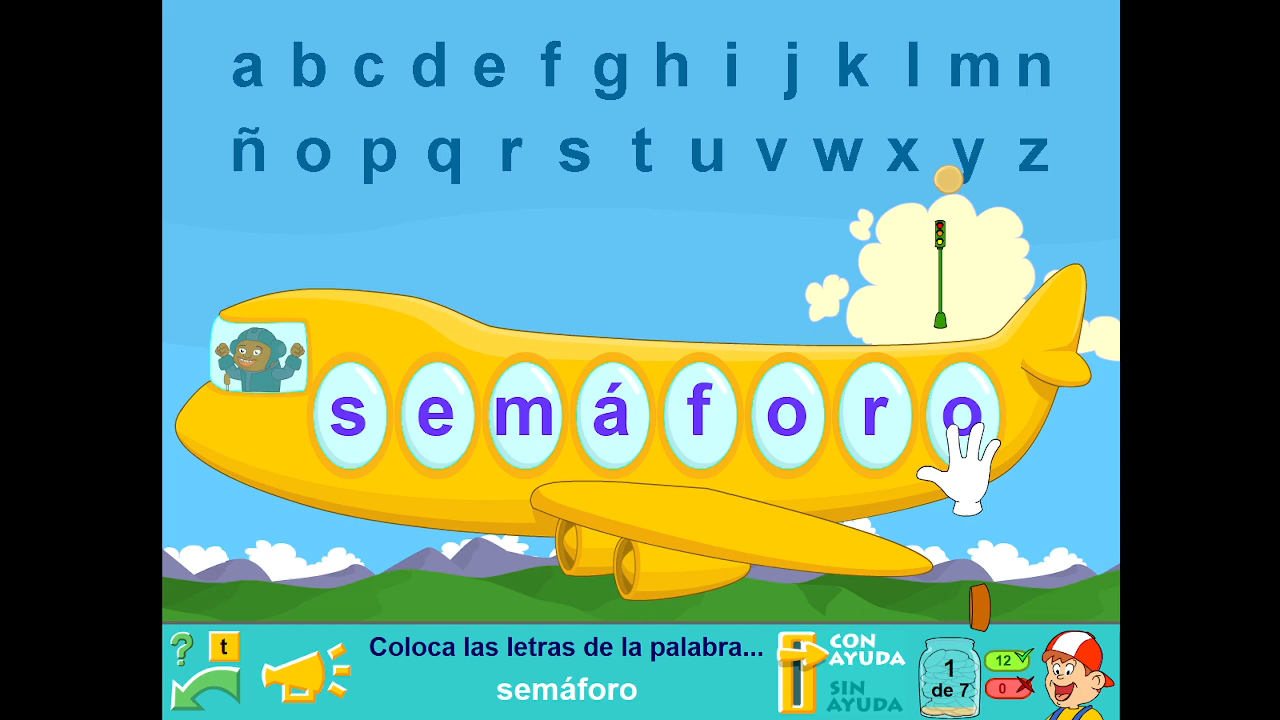 a b c d e f g h i j k l m n
ñ o p q r s t u v w x y z
s e m á f o r o
? t
Coloca las letras de la palabra...
semáforo
CON
AYUDA
SIN
AYUDA
1
de 7
12
0